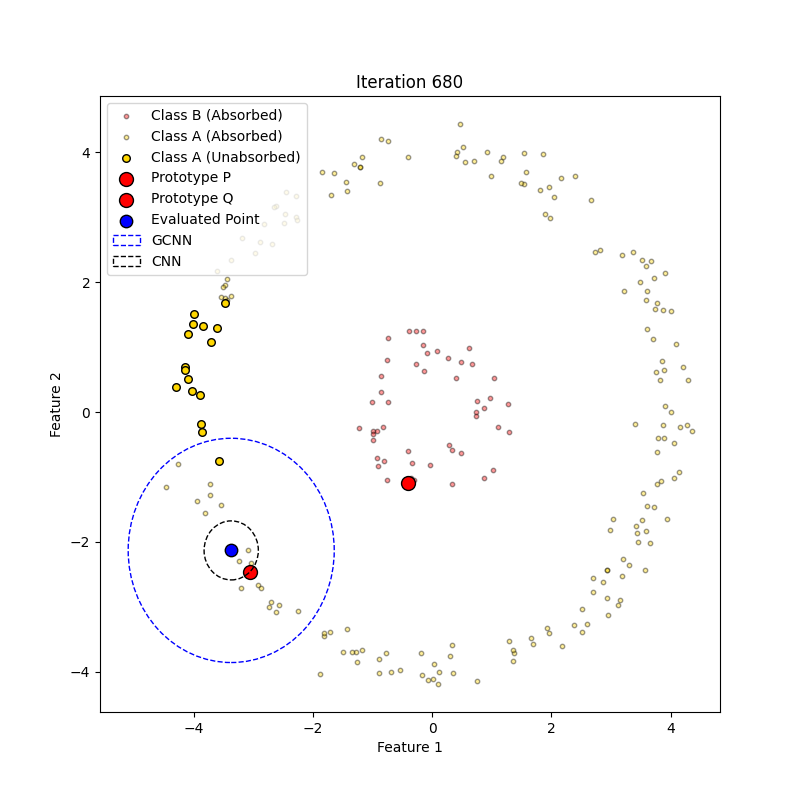 Iteration 680
Class B (Absorbed)
Class A (Absorbed)
Class A (Unabsorbed)
Prototype P
Prototype Q
Evaluated Point
GCNN
CNN
Feature 2
4
2
0
−2
−4
−4
−2
0
2
4
Feature 1